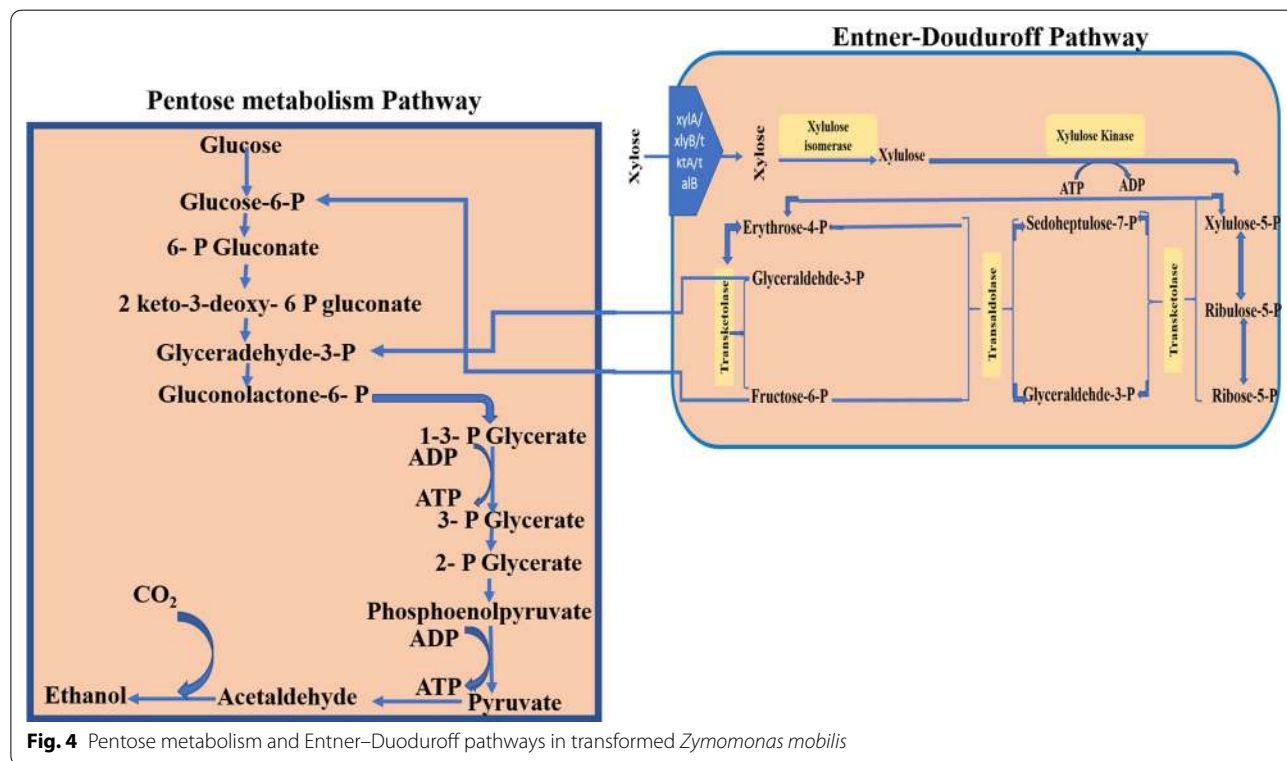 Pentose metabolism Pathway
Glucose
Glucose-6-P
6- P Gluconate
2 keto-3-deoxy- 6 P gluconate
Glyceradehyde-3-P
Gluconolactone-6- P
1-3- P Glycerate
ADP
ATP
3- P Glycerate
2- P Glycerate
Phosphoenolpyruvate
ADP
ATP
Pyruvate
Acetaldehyde
CO₂
Ethanol
Entner-Douduroff Pathway
Xylose
xylA/
xlyB/t
ktA/t
alB
Xylose
Xylulose
isomerase
Xylulose
Xylulose Kinase
ATP
ADP
Erythrose-4-P
Glyceraldehde-3-P
Transketolase
Fructose-6-P
Transaldolase
Sedoheptulose-7-P
Glyceraldehde-3-P
Transketolase
Xylulose-5-P
Ribulose-5-P
Ribose-5-P
Fig. 4 Pentose metabolism and Entner–Duoduroff pathways in transformed Zymomonas mobilis